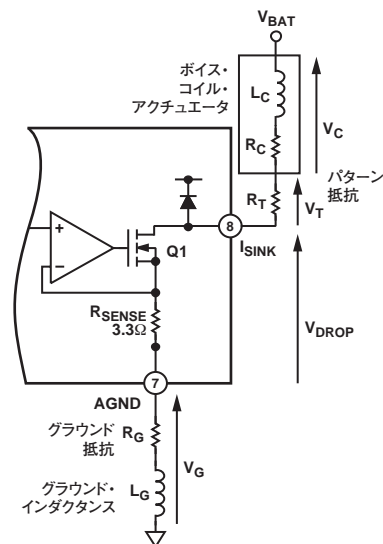 VBAT
ボイス・
コイル・
アクチュエータ
LC
RC
VC
RT
パターン
抵抗
VT
8
ISINK
Q1
+
–
RSENSE
3.3Ω
VDROP
7
AGND
グラウンド
抵抗
RG
VG
グラウンド・
インダクタンス
LG